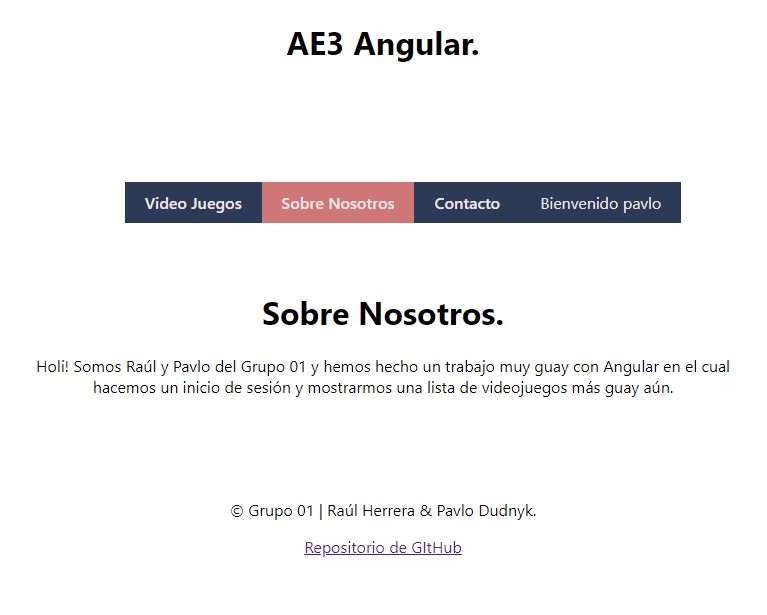 AE3 Angular.
Video Juegos Sobre Nosotros Contacto Bienvenido pavlo
Sobre Nosotros.
Holi! Somos Raúl y Pavlo del Grupo 01 y hemos hecho un trabajo muy guay con Angular en el cual
hacemos un inicio de sesión y mostrarmos una lista de videojuegos más guay aún.
© Grupo 01 | Raúl Herrera & Pavlo Dudnyk.
Repositorio de GItHub